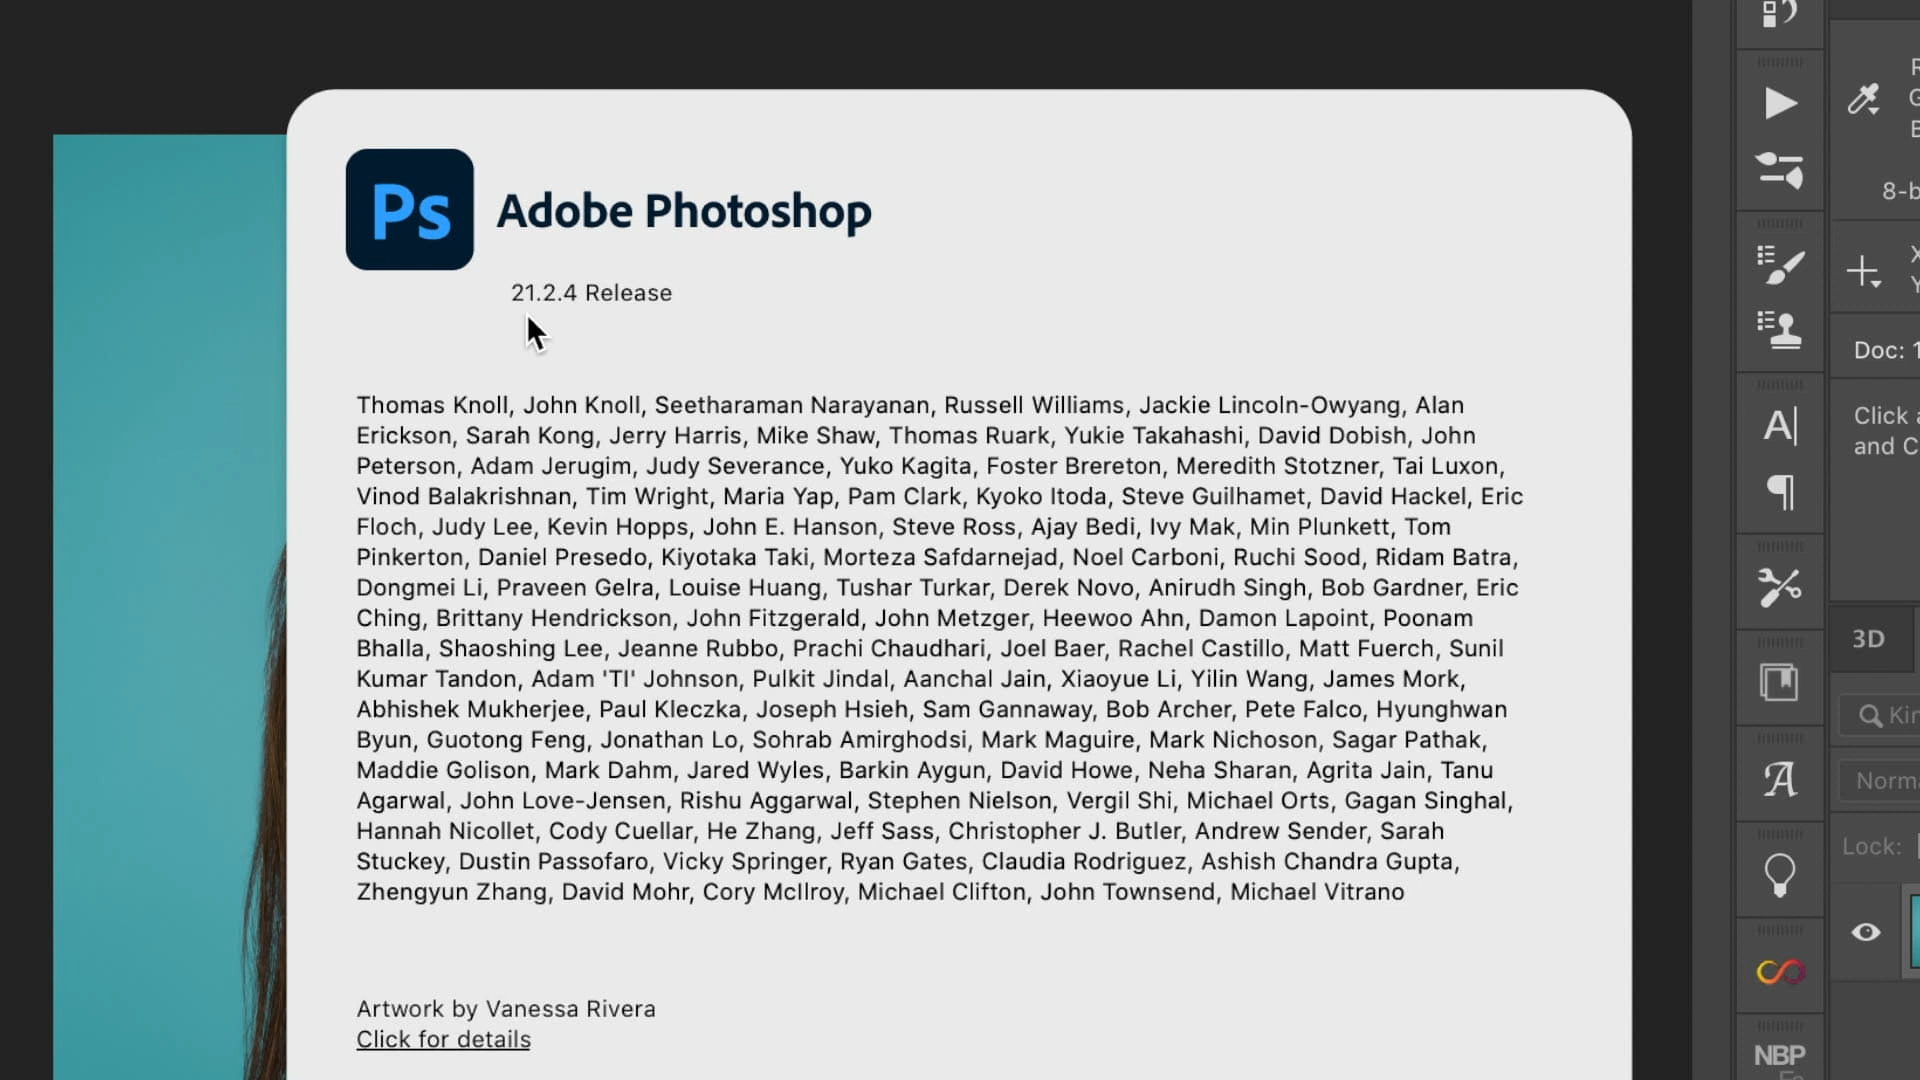 Ps
Adobe Photoshop
21.2.4 Release
Thomas Knoll, John Knoll, Seetharaman Narayanan, Russell Williams, Jackie Lincoln-Owyang, Alan
Erickson, Sarah Kong, Jerry Harris, Mike Shaw, Thomas Ruark, Yukie Takahashi, David Dobish, John
Peterson, Adam Jerugim, Judy Severance, Yuko Kagita, Foster Brereton, Meredith Stotzner, Tai Luxon,
Vinod Balakrishnan, Tim Wright, Maria Yap, Pam Clark, Kyoko Itoda, Steve Guilhamet, David Hackel, Eric
Floch, Judy Lee, Kevin Hopps, John E. Hanson, Steve Ross, Ajay Bedi, Ivy Mak, Min Plunkett, Tom
Pinkerton, Daniel Presedo, Kiyotaka Taki, Morteza Safdarnejad, Noel Carboni, Ruchi Sood, Ridam Batra,
Dongmei Li, Praveen Gelra, Louise Huang, Tushar Turkar, Derek Novo, Anirudh Singh, Bob Gardner, Eric
Ching, Brittany Hendrickson, John Fitzgerald, John Metzger, Heewoo Ahn, Damon Lapoint, Poonam
Bhalla, Shaoshing Lee, Jeanne Rubbo, Prachi Chaudhari, Joel Baer, Rachel Castillo, Matt Fuerch, Sunil
Kumar Tandon, Adam 'TI' Johnson, Pulkit Jindal, Aanchal Jain, Xiaoyue Li, Yilin Wang, James Mork,
Abhishek Mukherjee, Paul Kleczka, Joseph Hsieh, Sam Gannaway, Bob Archer, Pete Falco, Hyunghwan
Byun, Guotong Feng, Jonathan Lo, Sohrab Amirghodsi, Mark Maguire, Mark Nichoson, Sagar Pathak,
Maddie Golison, Mark Dahm, Jared Wyles, Barkin Aygun, David Howe, Neha Sharan, Agrita Jain, Tanu
Agarwal, John Love-Jensen, Rishu Aggarwal, Stephen Nielson, Vergil Shi, Michael Orts, Gagan Singhal,
Hannah Nicollet, Cody Cuellar, He Zhang, Jeff Sass, Christopher J. Butler, Andrew Sender, Sarah
Stuckey, Dustin Passofaro, Vicky Springer, Ryan Gates, Claudia Rodriguez, Ashish Chandra Gupta,
Zhengyun Zhang, David Mohr, Cory McIlroy, Michael Clifton, John Townsend, Michael Vitrano
Artwork by Vanessa Rivera
Click for details
8-b
Doc: 1
Click
and C
3D
Kin
Norma
Lock:
NBP